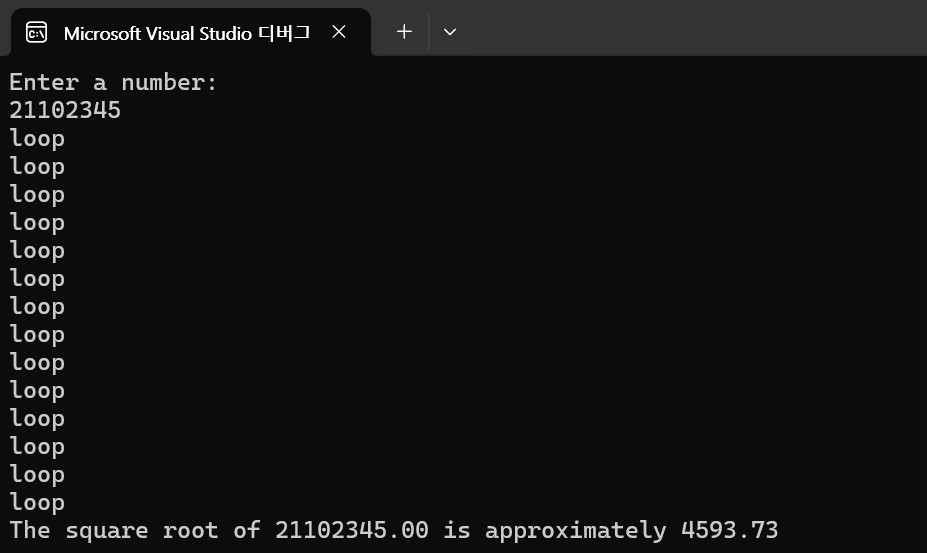 Microsoft Visual Studio 디버그
Enter a number:
21102345
loop
loop
loop
loop
loop
loop
loop
loop
loop
loop
loop
loop
loop
loop
The square root of 21102345.00 is approximately 4593.73